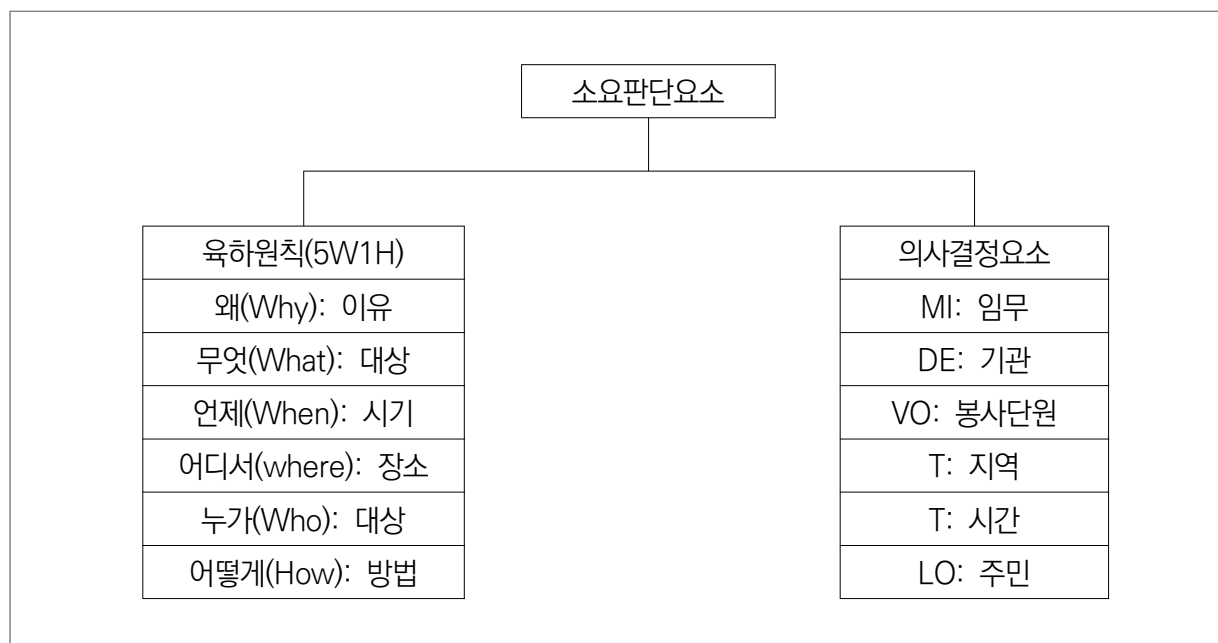 소요판단요소
육하원칙(5W1H)
왜(Why): 이유
무엇(What): 대상
언제(When): 시기
어디서(where): 장소
누가(Who): 대상
어떻게(How): 방법
의사결정요소
MI: 임무
DE: 기관
VO: 봉사단원
T: 지역
T: 시간
LO: 주민